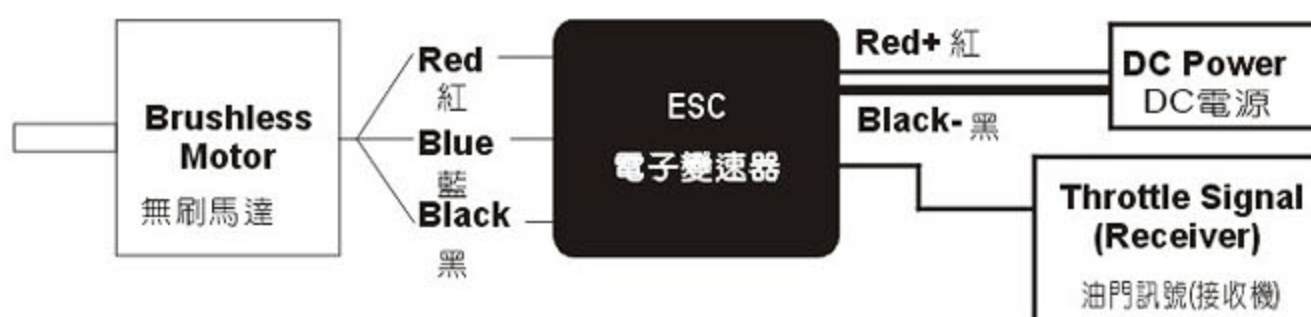 Brushless
Motor
無刷馬達
Red
紅
Blue
藍
Black
黑
ESC
電子變速器
Red+ 紅
Black- 黑
DC Power
DC電源
Throttle Signal
(Receiver)
油門訊號(接收機)